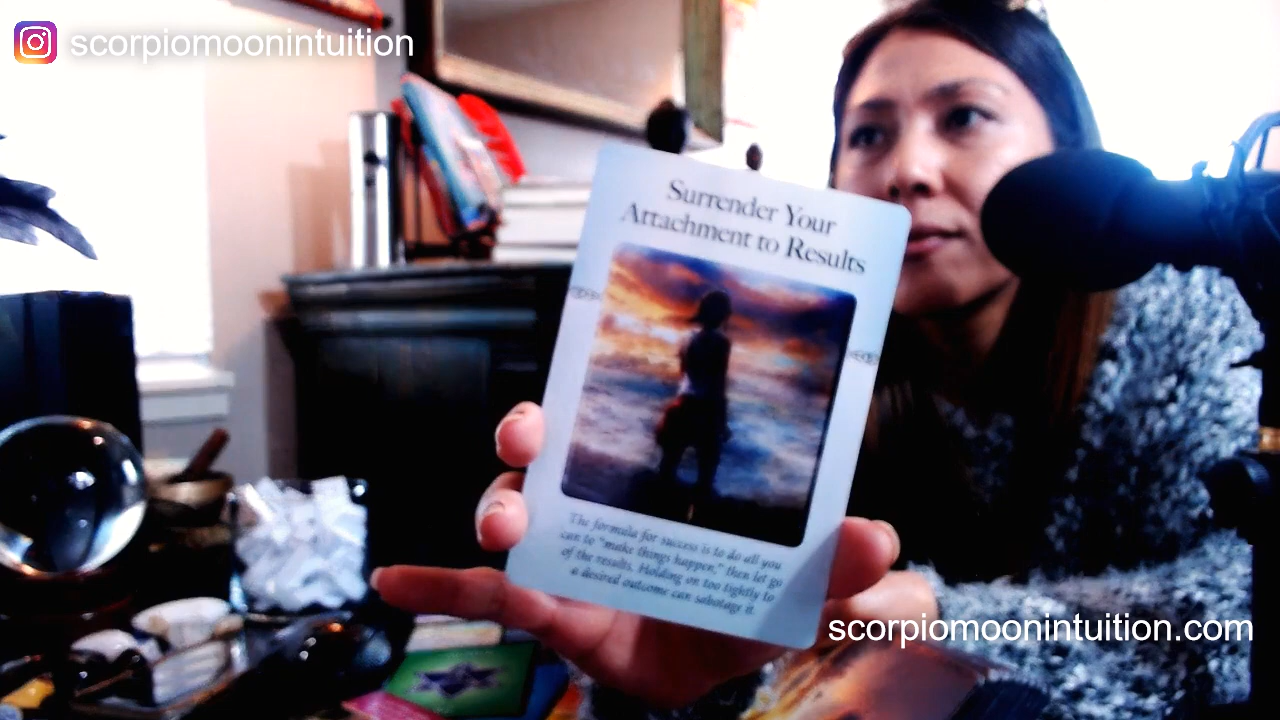 scorpiomoonintuition
Surrender Your
Attachment to Results
The formula for success is to do all you
can to "make things happen," then let go
of the results. Holding on too tightly to
a desired outcome can sabotage it.
scorpiomoonintuition.com